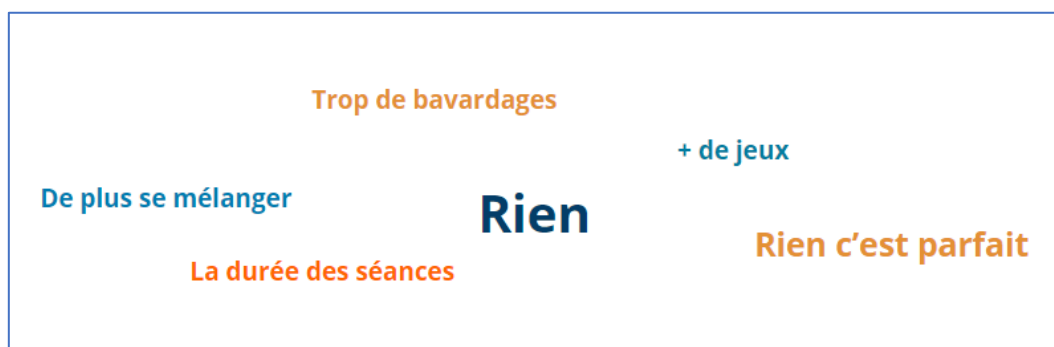 Trop de bavardages
+ de jeux
De plus se mélanger
Rien
Rien c’est parfait
La durée des séances